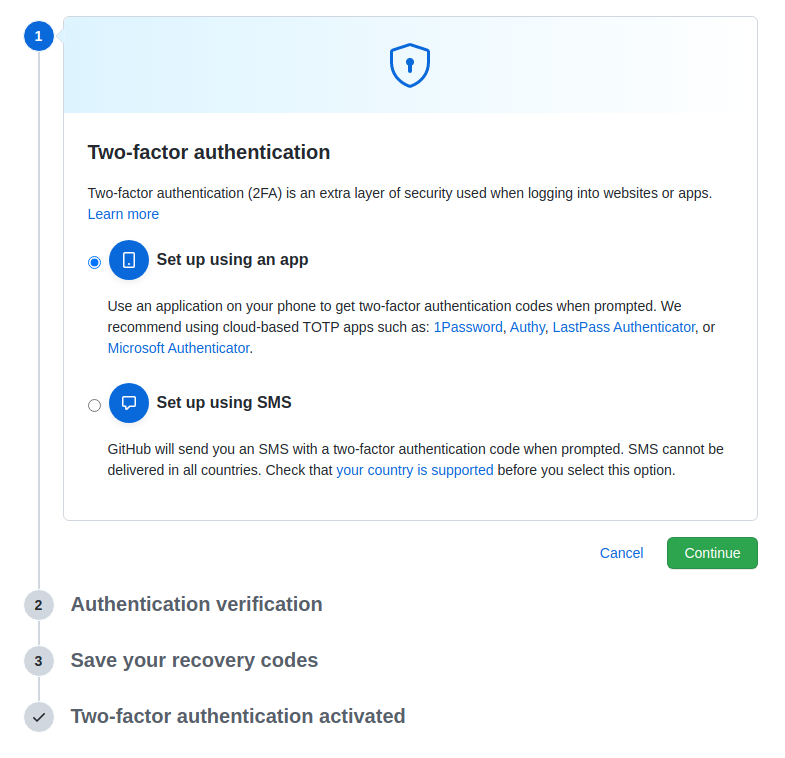 1
Two-factor authentication
Two-factor authentication (2FA) is an extra layer of security used when logging into websites or apps.
Learn more
Set up using an app
Use an application on your phone to get two-factor authentication codes when prompted. We
recommend using cloud-based TOTP apps such as: 1Password, Authy, LastPass Authenticator, or
Microsoft Authenticator.
Set up using SMS
GitHub will send you an SMS with a two-factor authentication code when prompted. SMS cannot be
delivered in all countries. Check that your country is supported before you select this option.
Cancel Continue
2 Authentication verification
3 Save your recovery codes
Two-factor authentication activated